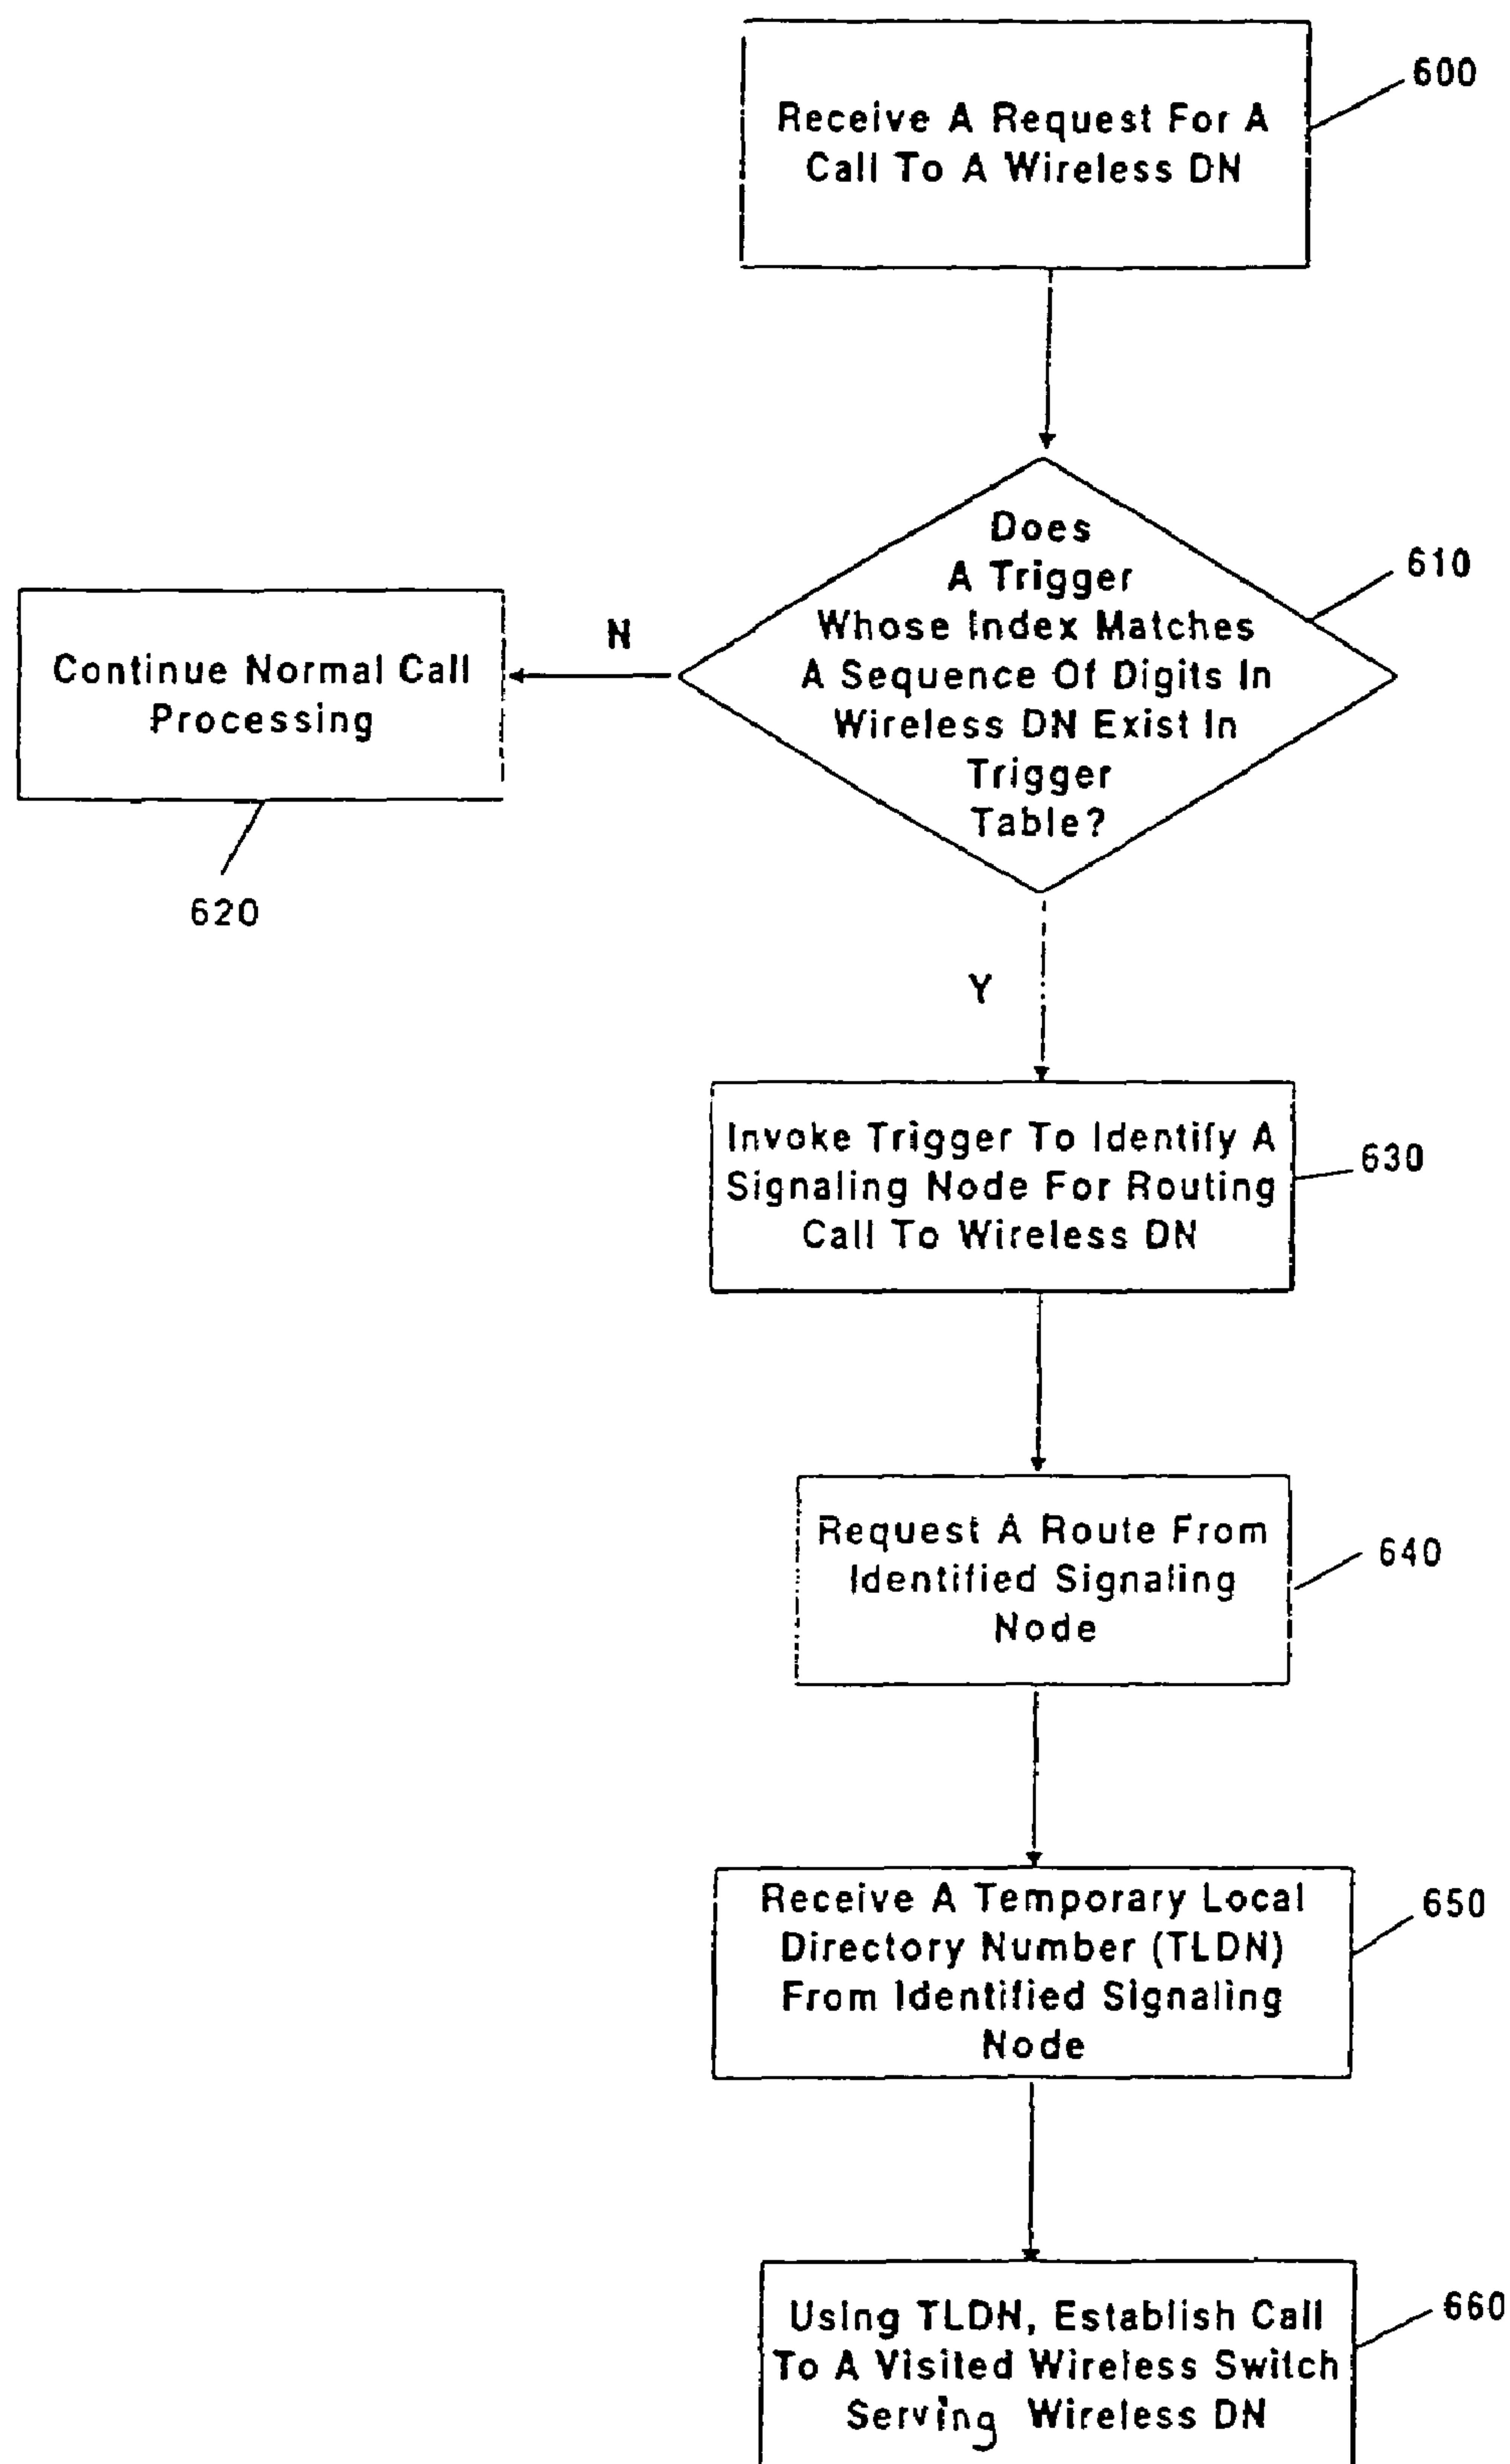 Receive A Request For A
Call To A Wireless DN
600
Does
A Trigger
Whose Index Matches
A Sequence Of Digits In
Wireless DN Exist In
Trigger
Table?
610
N
Continue Normal Call
Processing
620
Y
Invoke Trigger To Identify A
Signaling Node For Routing
Call To Wireless DN
630
Request A Route From
Identified Signaling
Node
640
Receive A Temporary Local
Directory Number (TLDN)
From Identified Signaling
Node
650
Using TLDN, Establish Call
To A Visited Wireless Switch
Serving Wireless DN
660